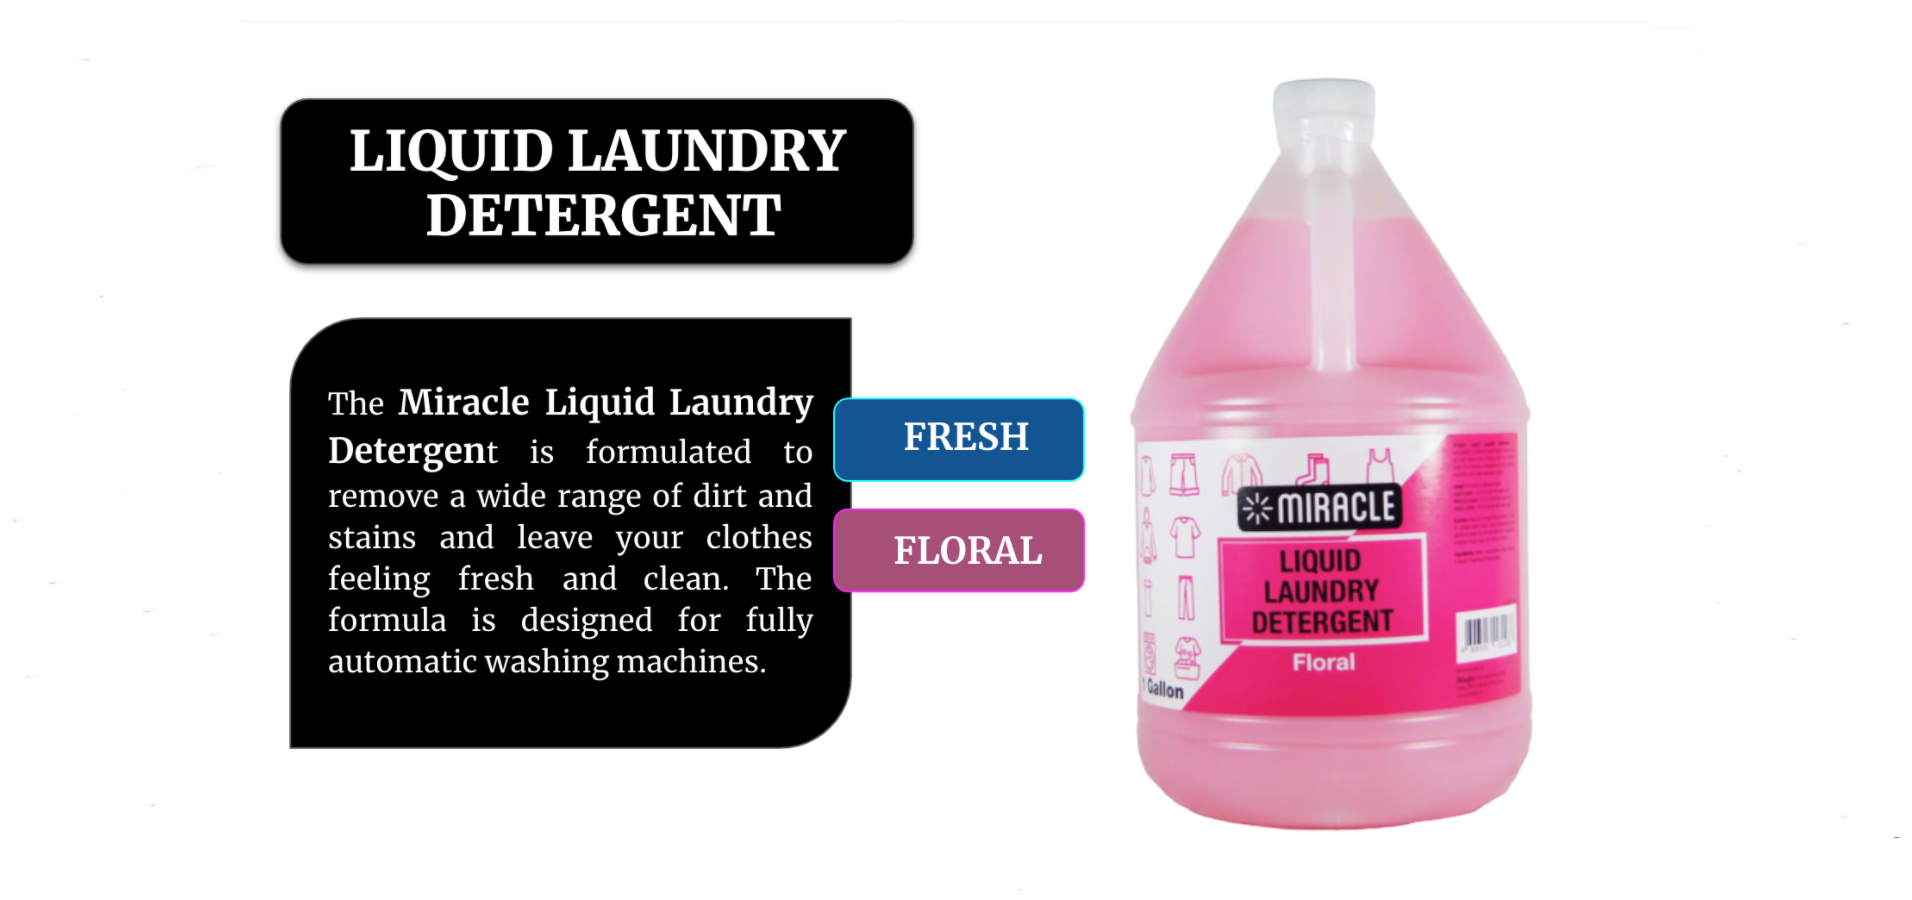 LIQUID LAUNDRY
DETERGENT
The Miracle Liquid Laundry
Detergent is formulated to
remove a wide range of dirt and
stains and leave your clothes
feeling fresh and clean. The
formula is designed for fully
automatic washing machines.
FRESH
FLORAL
MIRACLE
LIQUID
LAUNDRY
DETERGENT
Floral
1 Gallon